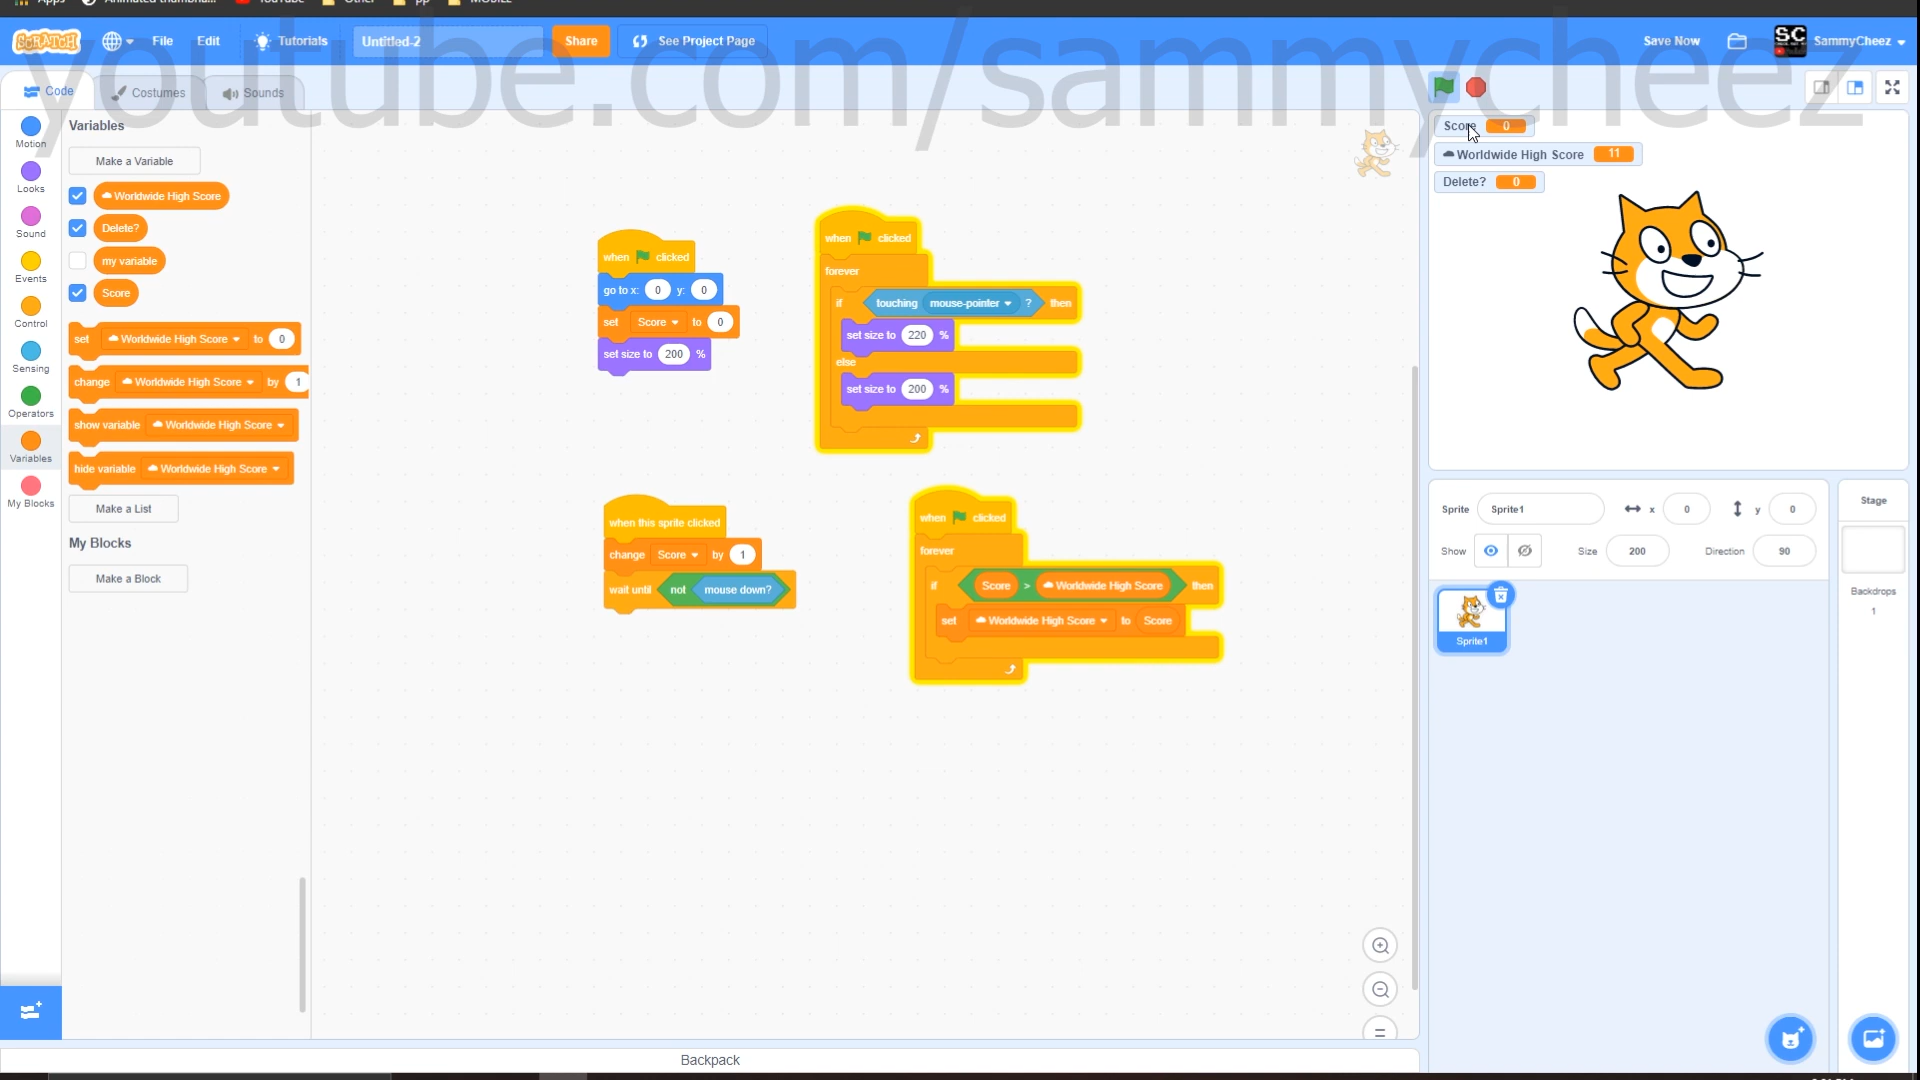 Apps
YouTube
Other
SCRATCH
File
Edit
Tutorials
Untitled-2
Share
See Project Page
Save Now
SammyCheez
SC
youtube.com/sammycheez
Code
Costumes
Sounds
Motion
Looks
Sound
Events
Control
Sensing
Operators
Variables
My Blocks
Variables
Make a Variable
Worldwide High Score
Delete?
my variable
Score
set Worldwide High Score to 0
change Worldwide High Score by 1
show variable Worldwide High Score
hide variable Worldwide High Score
Make a List
My Blocks
Make a Block
when clicked
go to x: 0 y: 0
set Score to 0
set size to 200 %
when clicked
forever
if touching mouse-pointer ? then
set size to 220 %
else
set size to 200 %
when this sprite clicked
change Score by 1
wait until not mouse down?
when clicked
forever
if Score > Worldwide High Score then
set Worldwide High Score to Score
Score 0
Worldwide High Score 11
Delete? 0
Sprite Sprite1 x 0 y 0
Show Size 200 Direction 90
Sprite1
Stage
Backdrops
1
Backpack